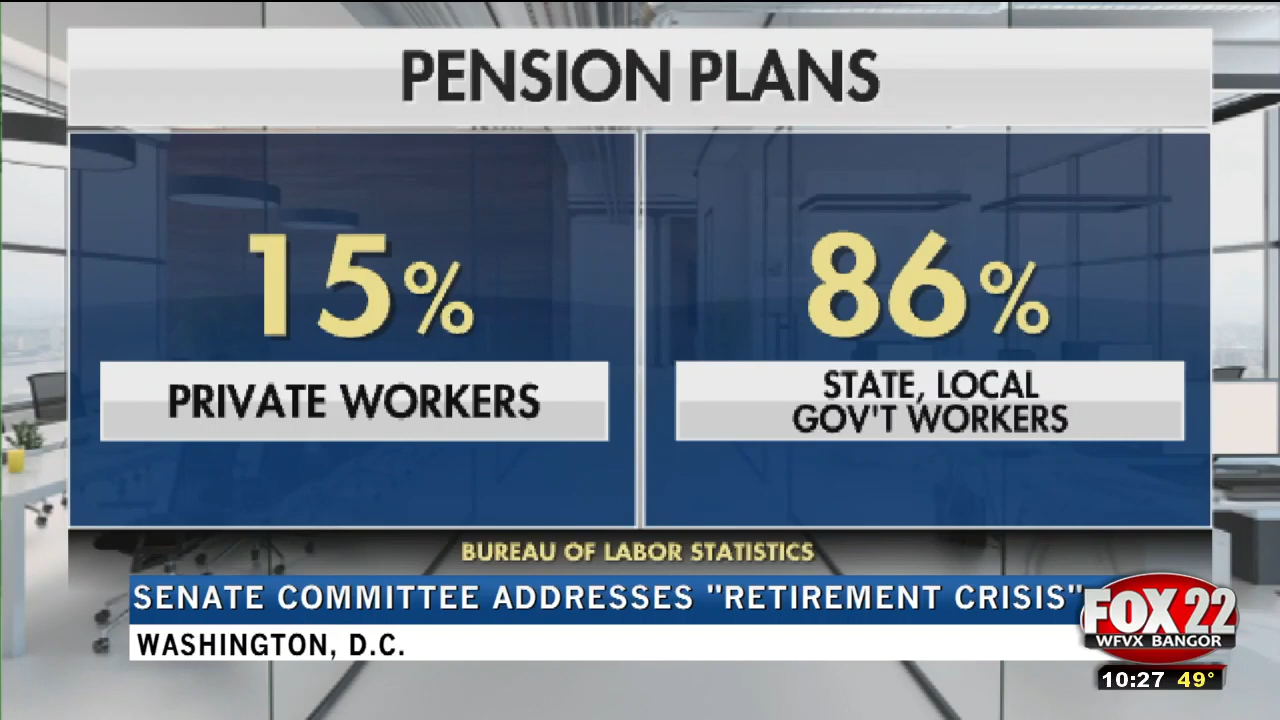 PENSION PLANS
15%
PRIVATE WORKERS
86%
STATE, LOCAL
GOV'T WORKERS
BUREAU OF LABOR STATISTICS
SENATE COMMITTEE ADDRESSES "RETIREMENT CRISIS"
WASHINGTON, D.C.
FOX 22
WFVX BANGOR
10:27 49°